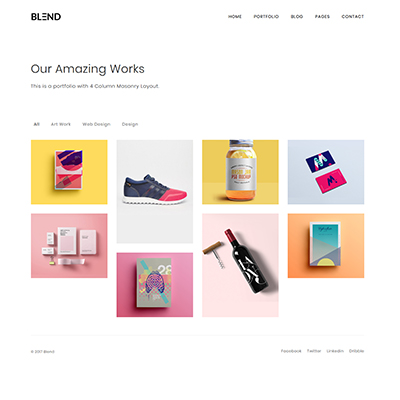 BLEND
HOME PORTFOLIO BLOG PAGES CONTACT
Our Amazing Works
This is a portfolio with 4 Column Masonry Layout.
All Art Work Web Design Design
© 2017 Blend
Facebook Twitter Linkedin Dribble